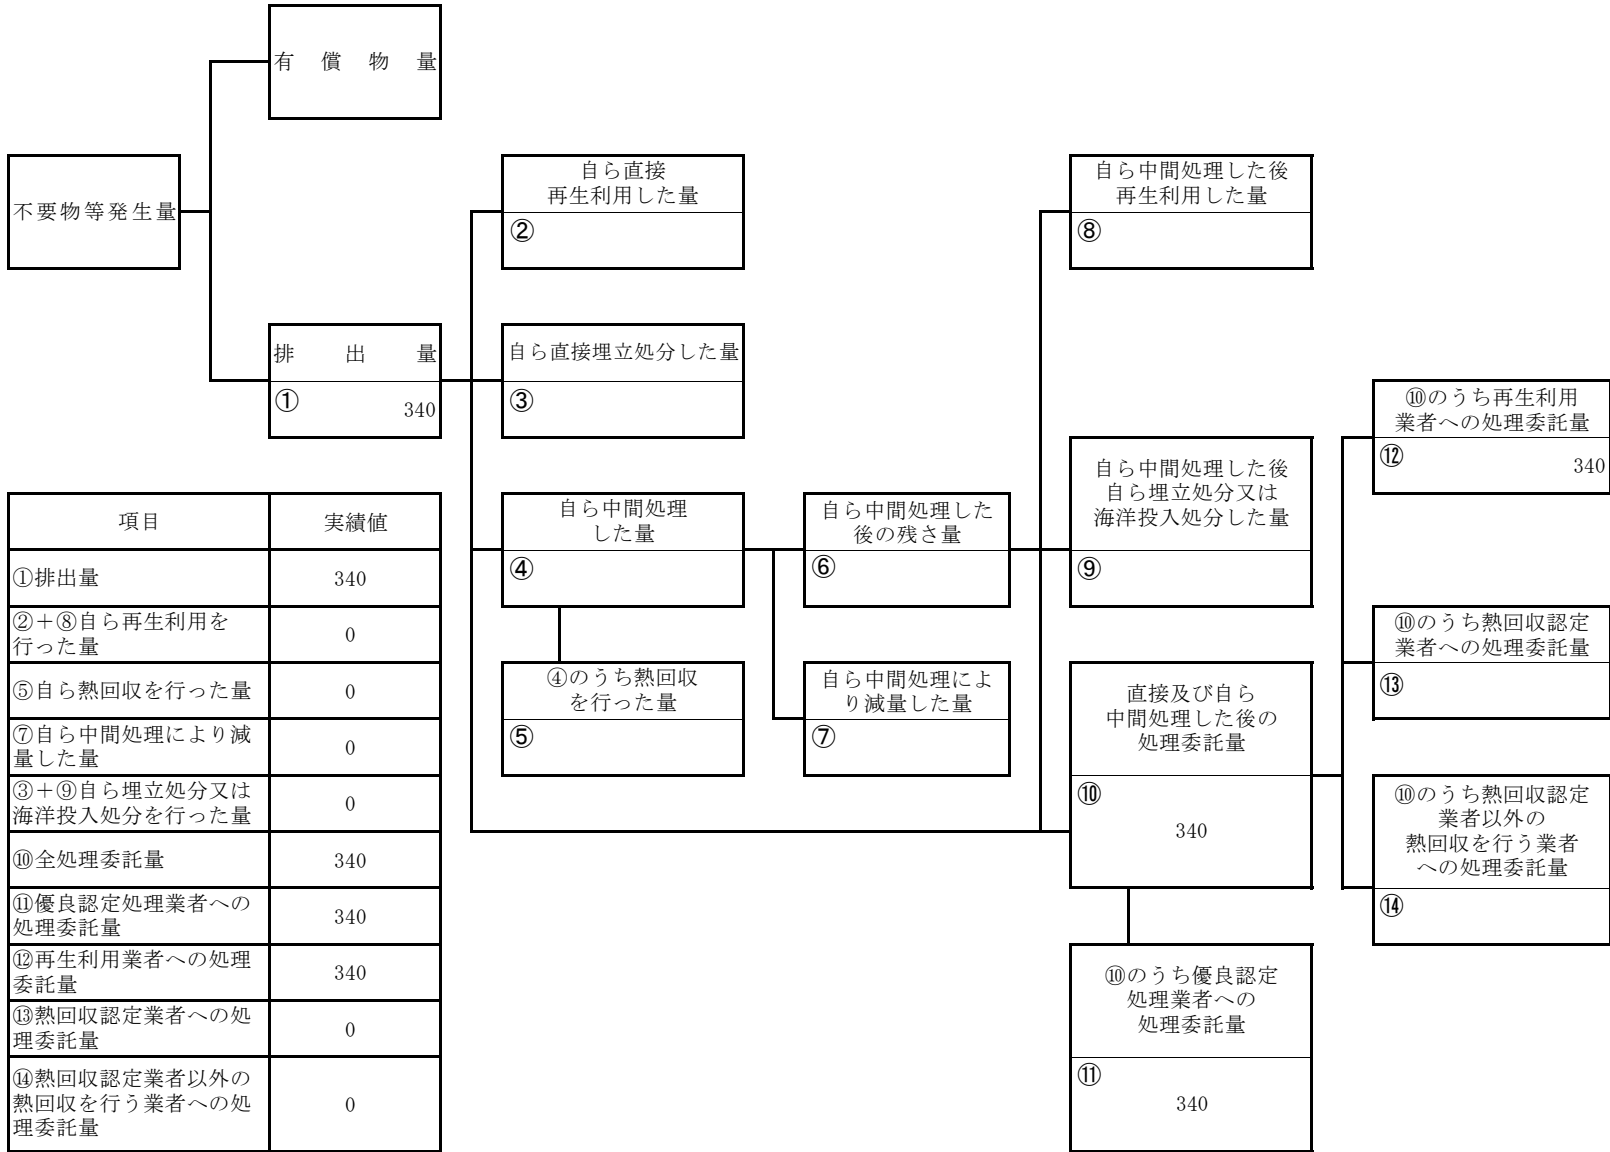 有償物量
不要物等発生量
排出量
①
340
自ら直接
再生利用した量
②
自ら直接埋立処分した量
③
自ら中間処理
した量
④
④のうち熱回収
を行った量
⑤
自ら中間処理した
後の残さ量
⑥
自ら中間処理によ
り減量した量
⑦
自ら中間処理した後
再生利用した量
⑧
自ら中間処理した後
自ら埋立処分又は
海洋投入処分した量
⑨
直接及び自ら
中間処理した後の
処理委託量
⑩
340
⑩のうち優良認定
処理業者への
処理委託量
⑪
340
⑩のうち再生利用
業者への処理委託量
⑫
340
⑩のうち熱回収認定
業者への処理委託量
⑬
⑩のうち熱回収認定
業者以外の
熱回収を行う業者
への処理委託量
⑭
項目 実績値
①排出量 340
②+⑧自ら再生利用を
行った量 0
⑤自ら熱回収を行った量 0
⑦自ら中間処理により減
量した量 0
③+⑨自ら埋立処分又は
海洋投入処分を行った量 0
⑩全処理委託量 340
⑪優良認定処理業者への
処理委託量 340
⑫再生利用業者への処理
委託量 340
⑬熱回収認定業者への処
理委託量 0
⑭熱回収認定業者以外の
熱回収を行う業者への処
理委託量 0